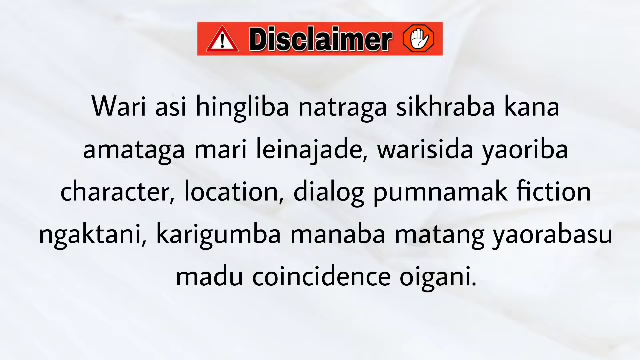 Disclaimer
Wari asi hingliba natraga sikhraba kana
amataga mari leinajade, warisida yaoriba
character, location, dialog pumnamak fiction
ngaktani, karigumba manaba matang yaorabasu
madu coincidence oigani.